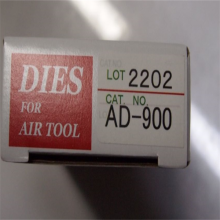 DIES
FOR
AIR TOOL
LOT 2202
CAT. NO.
AD-900